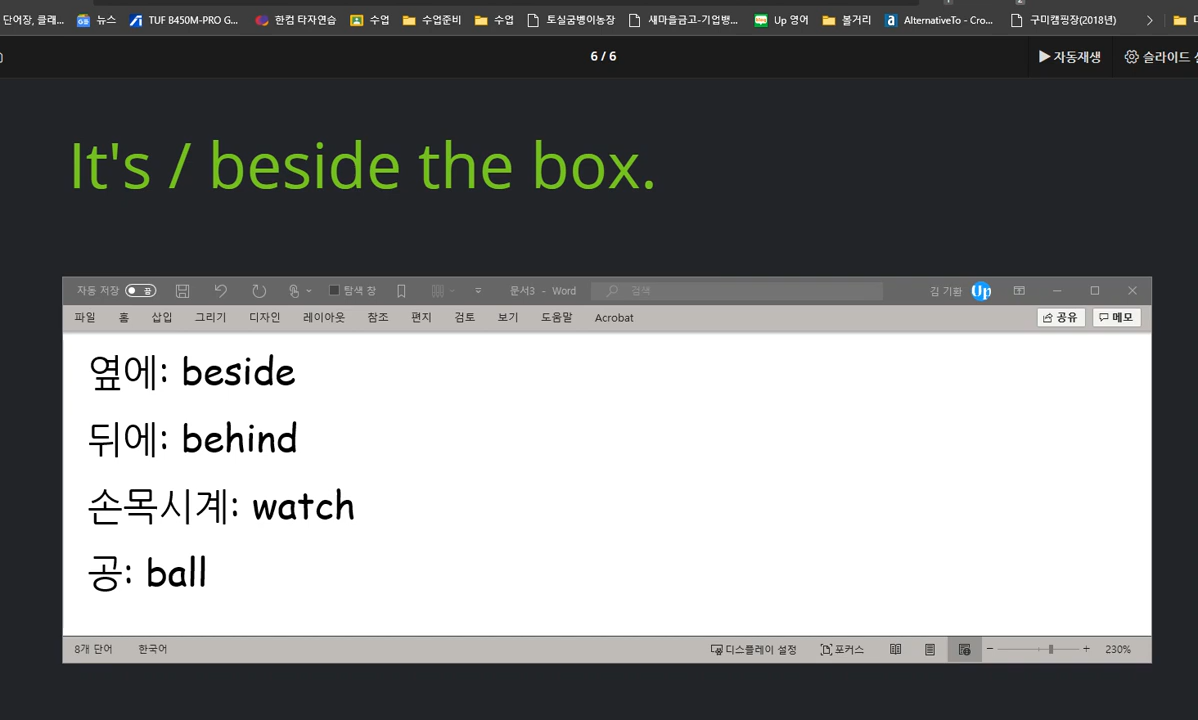 단어장, 클래... 뉴스 TUF B450M-PRO G... 한컴 타자연습 수업 수업준비 수업 토실굼벵이농장 새마을금고-기업뱅... Up 영어 볼거리 AlternativeTo - Cro... 구미캠핑장(2018년)
6 / 6 자동재생 슬라이드
It's / beside the box.
자동 저장 끔 탐색 창 문서3 - Word 검색 김 기환 Up
파일 홈 삽입 그리기 디자인 레이아웃 참조 편지 검토 보기 도움말 Acrobat 공유 메모
옆에: beside
뒤에: behind
손목시계: watch
공: ball
8개 단어 한국어 디스플레이 설정 포커스 230%